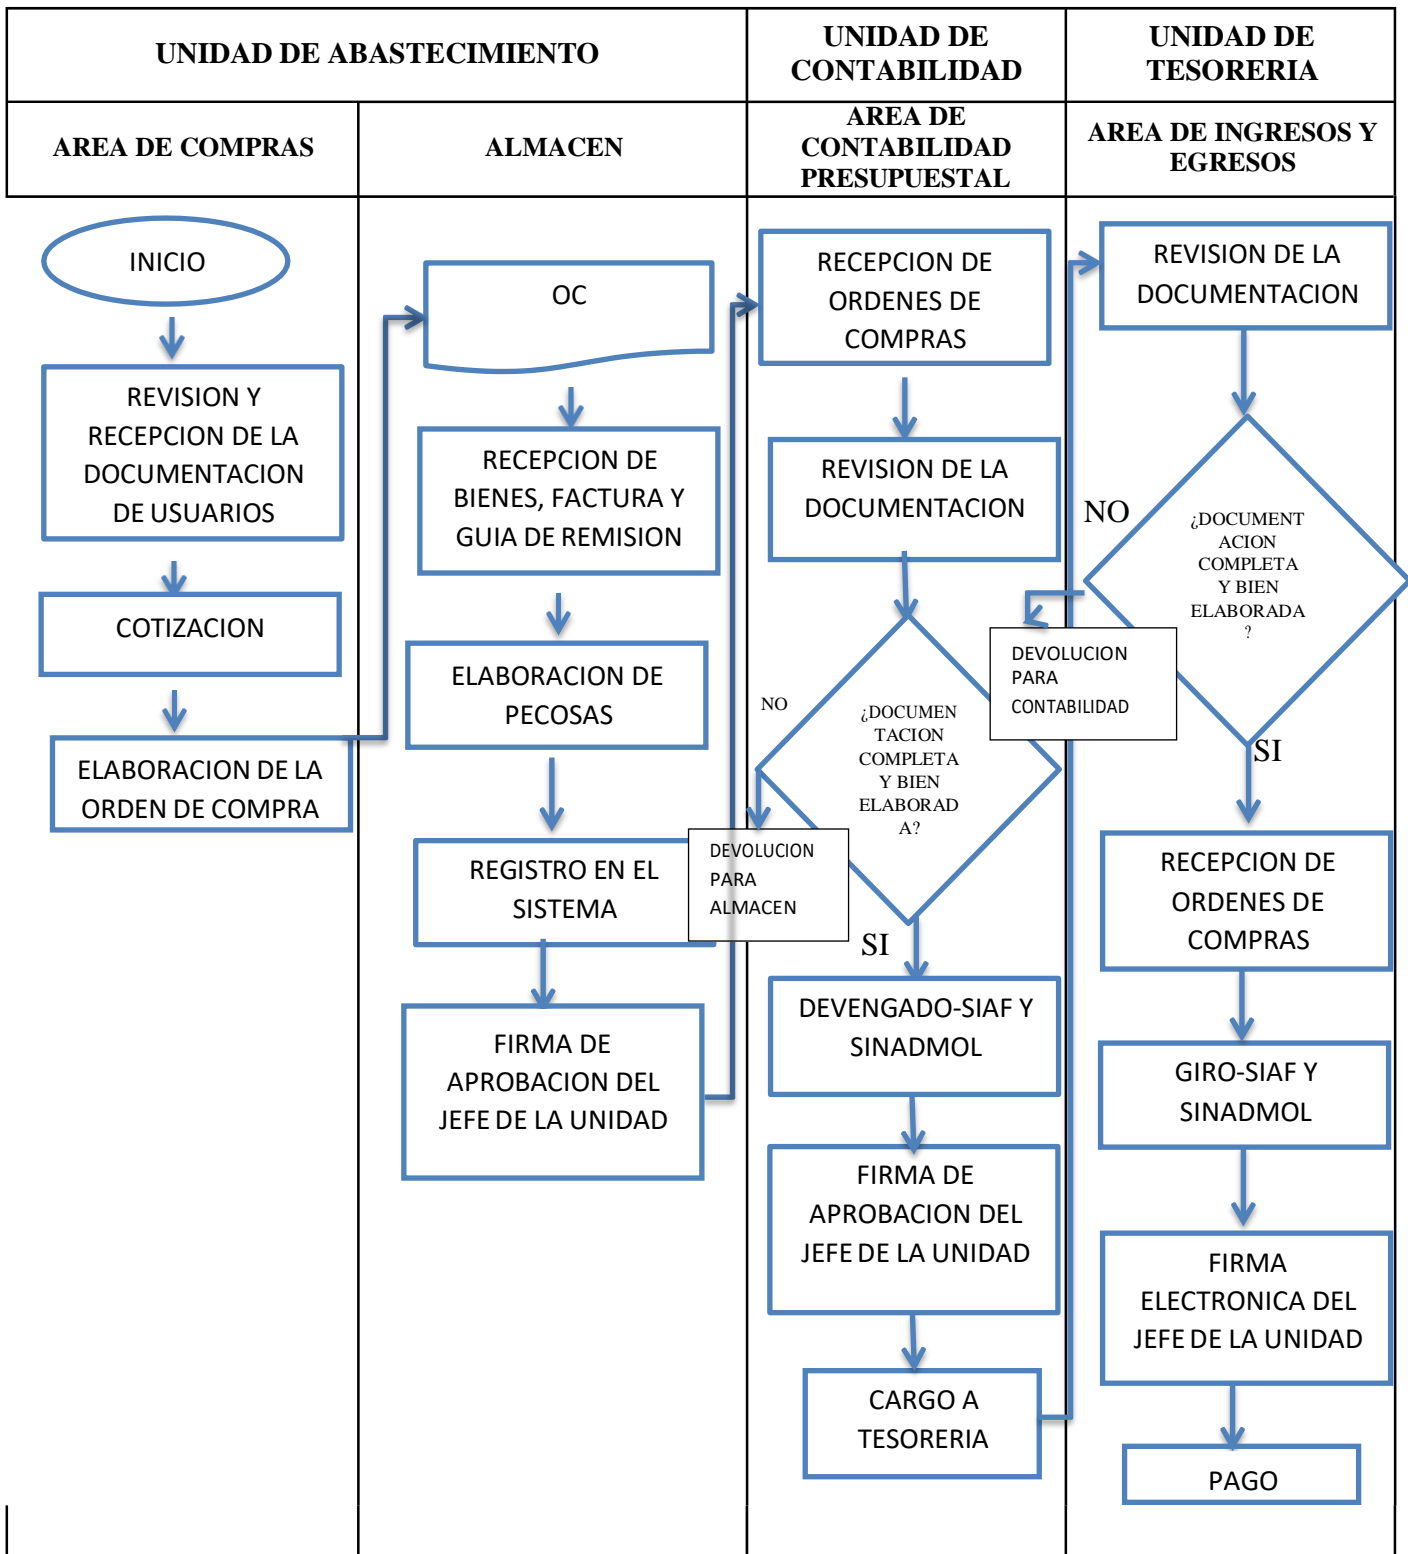 UNIDAD DE ABASTECIMIENTO
UNIDAD DE
CONTABILIDAD
UNIDAD DE
TESORERIA
AREA DE COMPRAS
ALMACEN
AREA DE
CONTABILIDAD
PRESUPUESTAL
AREA DE INGRESOS Y
EGRESOS
INICIO
REVISION Y
RECEPCION DE LA
DOCUMENTACION
DE USUARIOS
COTIZACION
ELABORACION DE LA
ORDEN DE COMPRA
OC
RECEPCION DE
BIENES, FACTURA Y
GUIA DE REMISION
ELABORACION DE
PECOSAS
REGISTRO EN EL
SISTEMA
FIRMA DE
APROBACION DEL
JEFE DE LA UNIDAD
RECEPCION DE
ORDENES DE
COMPRAS
REVISION DE LA
DOCUMENTACION
NO
¿DOCUMEN
TACION
COMPLETA
Y BIEN
ELABORAD
A?
DEVOLUCION
PARA
ALMACEN
SI
DEVENGADO-SIAF Y
SINADMOL
FIRMA DE
APROBACION DEL
JEFE DE LA UNIDAD
CARGO A
TESORERIA
REVISION DE LA
DOCUMENTACION
NO
¿DOCUMENT
ACION
COMPLETA
Y BIEN
ELABORADA
?
DEVOLUCION
PARA
CONTABILIDAD
SI
RECEPCION DE
ORDENES DE
COMPRAS
GIRO-SIAF Y
SINADMOL
FIRMA
ELECTRONICA DEL
JEFE DE LA UNIDAD
PAGO